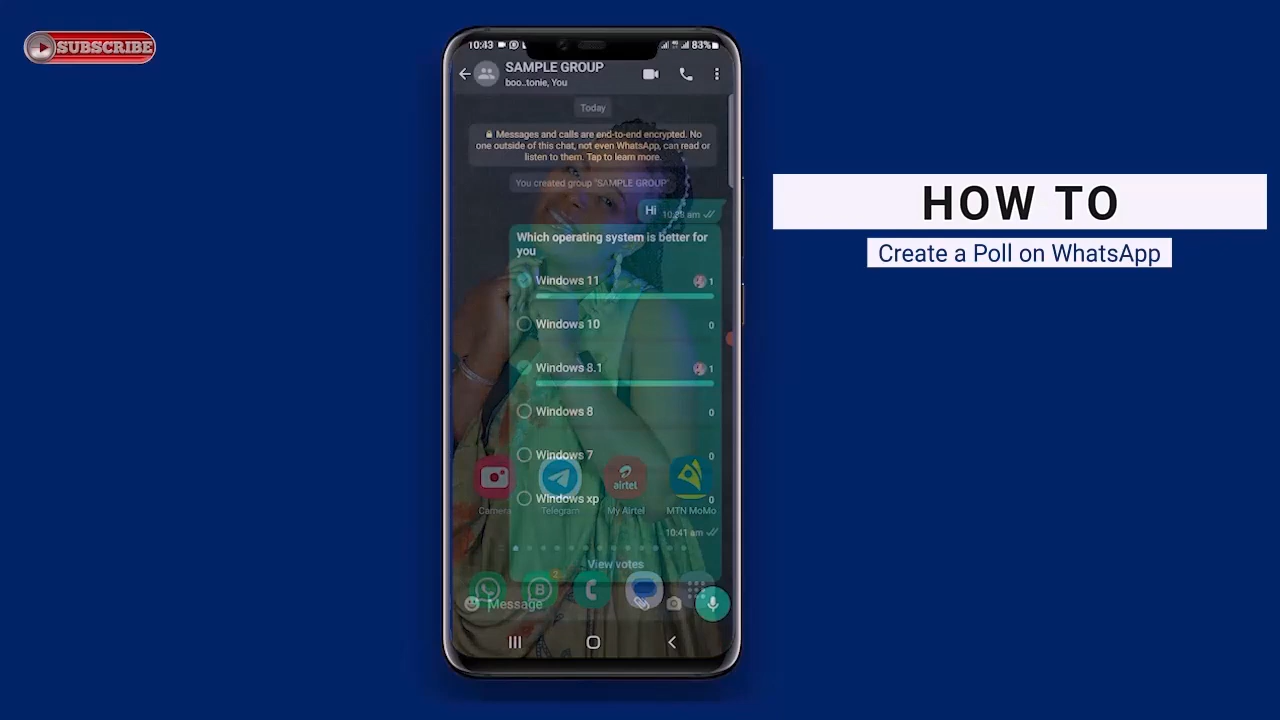 SUBSCRIBE
10:43
83%
SAMPLE GROUP
boo..tonie, You
Today
Messages and calls are end-to-end encrypted. No
one outside of this chat, not even WhatsApp, can read or
listen to them. Tap to learn more.
You created group "SAMPLE GROUP"
Hi 10:38 am
Which operating system is better for
you
Windows 11 1
Windows 10 0
Windows 8.1 1
Windows 8 0
Windows 7 0
Windows xp 0
airtel
Camera Telegram My Airtel MTN MoMo
10:41 am
View votes
B 2
Message
HOW TO
Create a Poll on WhatsApp